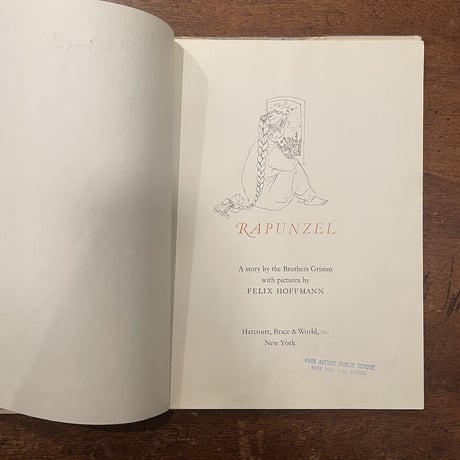 RAPUNZEL
A story by the Brothers Grimm
with pictures by
FELIX HOFFMANN
Harcourt, Brace & World, Inc.
New York
PARK AVENUE PUBLIC SCHOOL